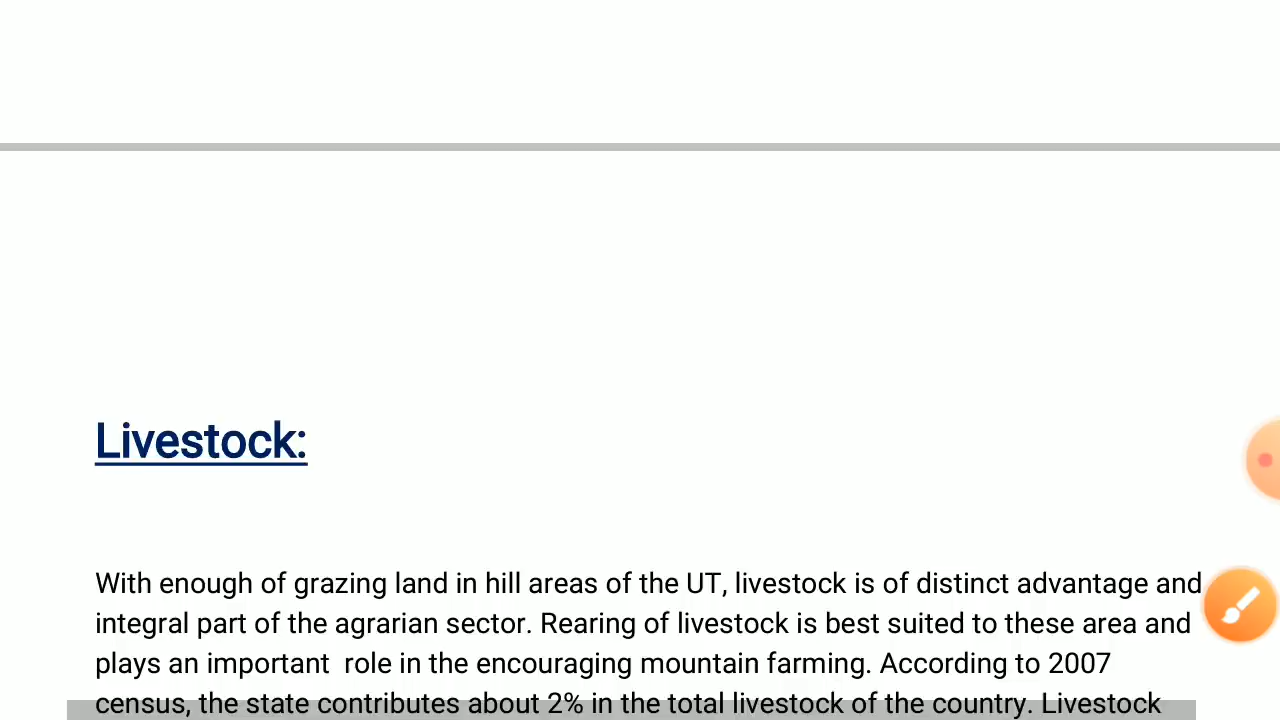 Livestock:
With enough of grazing land in hill areas of the UT, livestock is of distinct advantage and
integral part of the agrarian sector. Rearing of livestock is best suited to these area and
plays an important  role in the encouraging mountain farming. According to 2007
census, the state contributes about 2% in the total livestock of the country. Livestock